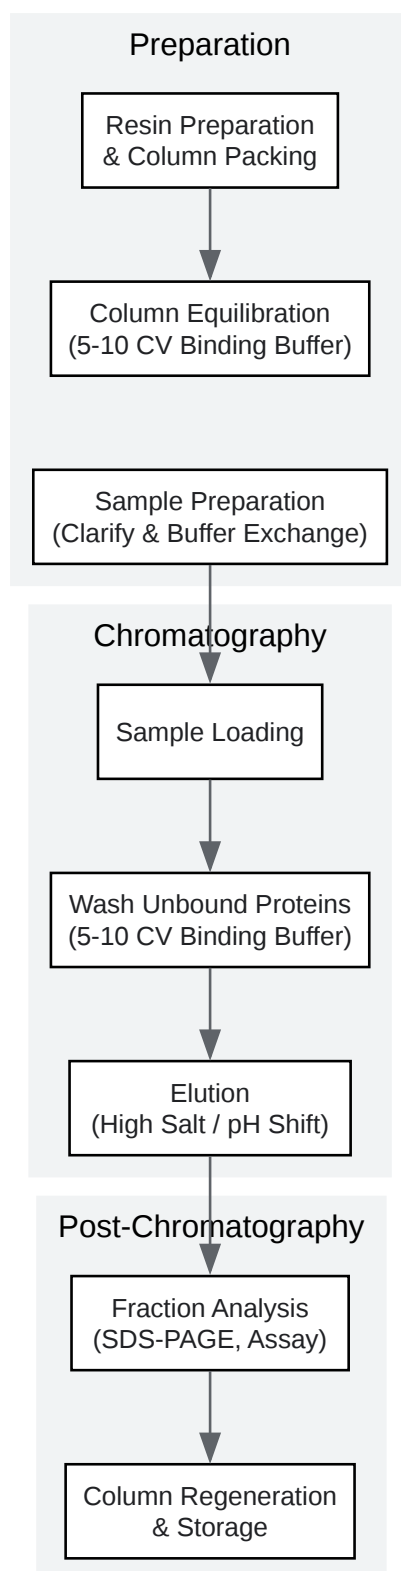 Preparation
Resin Preparation
& Column Packing
Column Equilibration
(5-10 CV Binding Buffer)
Sample Preparation
(Clarify & Buffer Exchange)
Chromatography
Sample Loading
Wash Unbound Proteins
(5-10 CV Binding Buffer)
Elution
(High Salt / pH Shift)
Post-Chromatography
Fraction Analysis
(SDS-PAGE, Assay)
Column Regeneration
& Storage